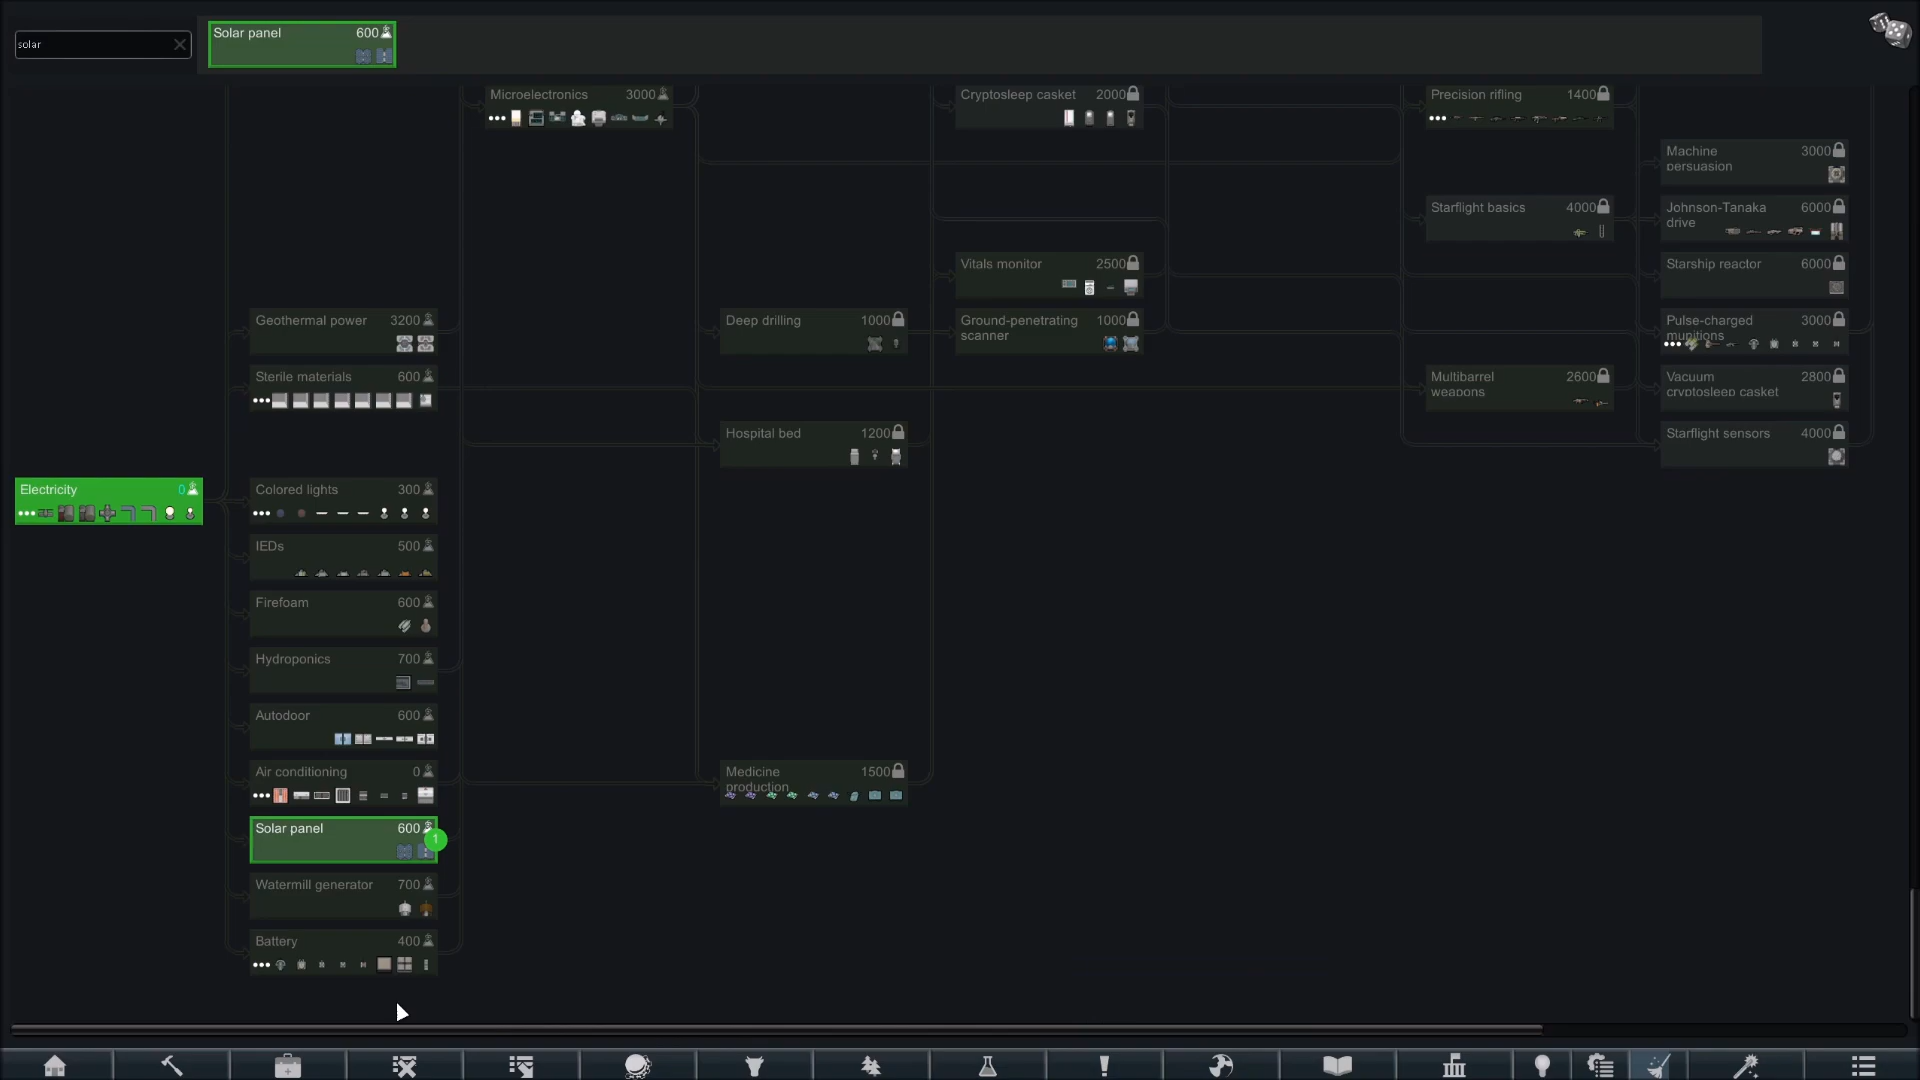 solar
Solar panel 600
Microelectronics 3000
Cryptosleep casket 2000
Precision rifling 1400
Machine persuasion 3000
Starflight basics 4000
Johnson-Tanaka drive 6000
Vitals monitor 2500
Starship reactor 6000
Geothermal power 3200
Deep drilling 1000
Ground-penetrating scanner 1000
Pulse-charged munitions 3000
Sterile materials 600
Multibarrel weapons 2600
Vacuum cryptosleep casket 2800
Hospital bed 1200
Starflight sensors 4000
Electricity 0
Colored lights 300
IEDs 500
Firefoam 600
Hydroponics 700
Autodoor 600
Air conditioning 0
Medicine production 1500
Solar panel 600
1
Watermill generator 700
Battery 400